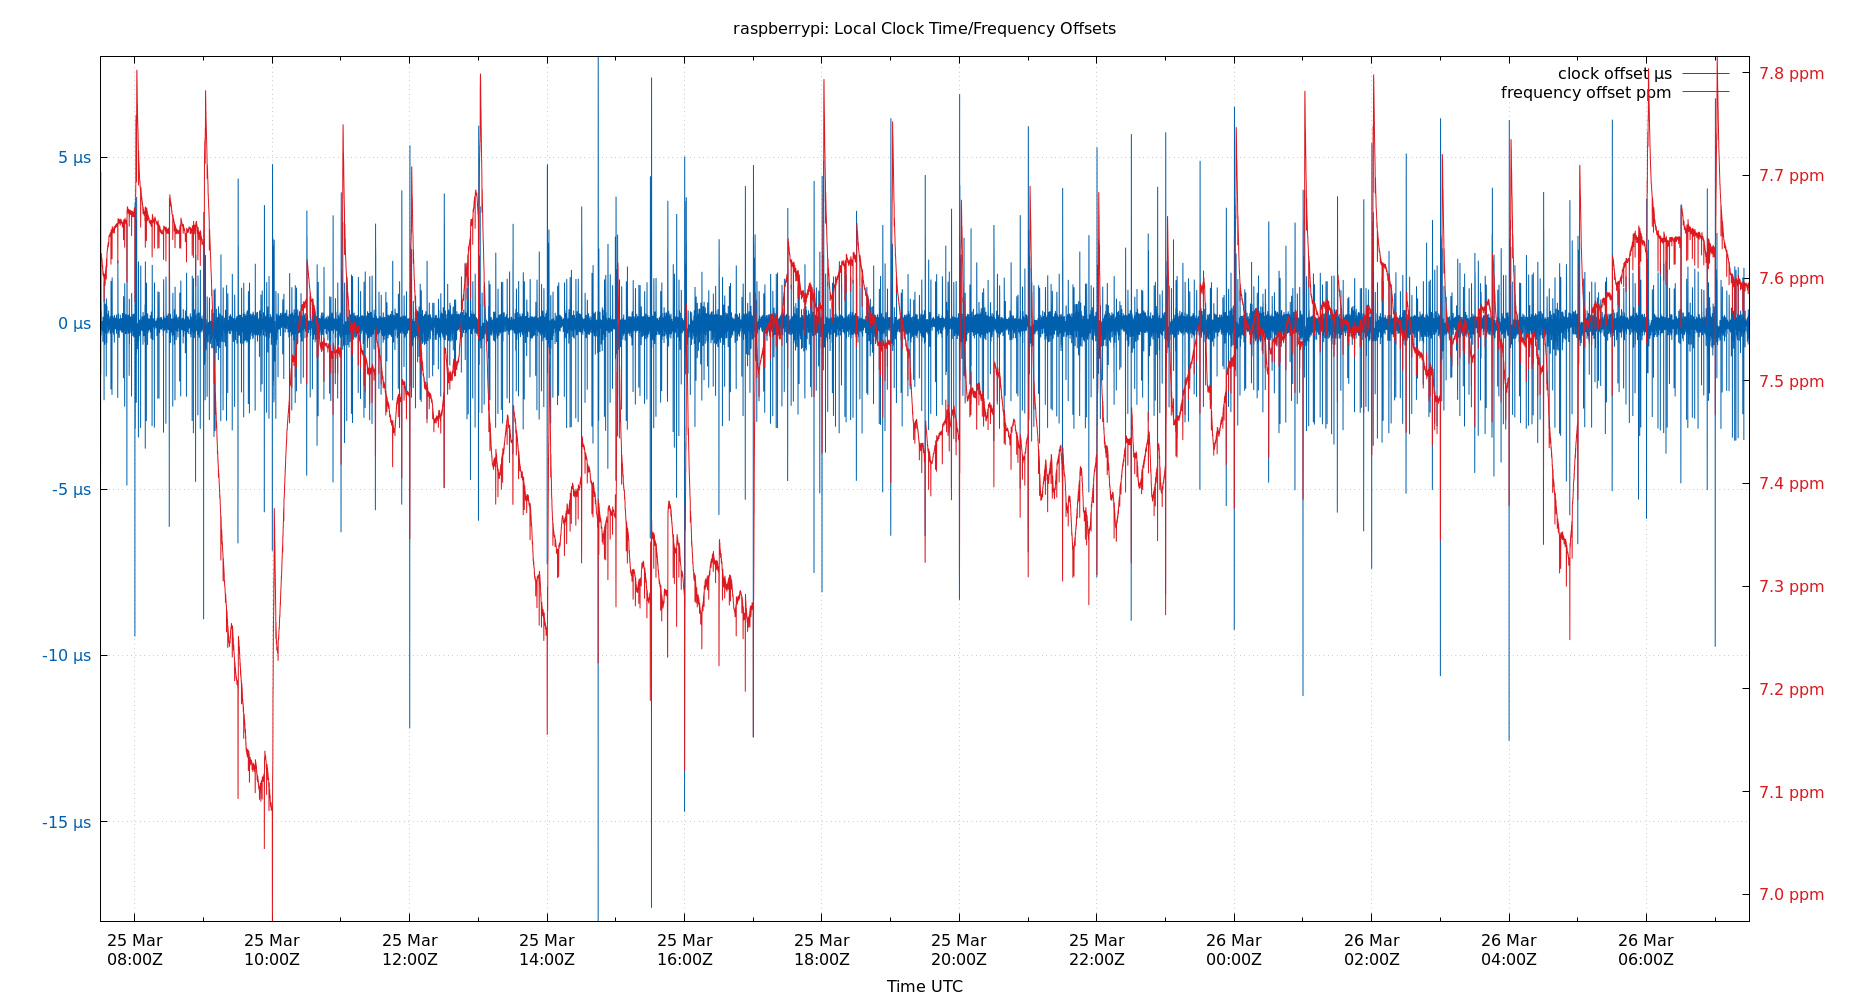 raspberrypi: Local Clock Time/Frequency Offsets
clock offset µs
frequency offset ppm
5 µs
0 µs
-5 µs
-10 µs
-15 µs
7.8 ppm
7.7 ppm
7.6 ppm
7.5 ppm
7.4 ppm
7.3 ppm
7.2 ppm
7.1 ppm
7.0 ppm
25 Mar 25 Mar 25 Mar 25 Mar 25 Mar 25 Mar 25 Mar 25 Mar 26 Mar 26 Mar 26 Mar 26 Mar
08:00Z 10:00Z 12:00Z 14:00Z 16:00Z 18:00Z 20:00Z 22:00Z 00:00Z 02:00Z 04:00Z 06:00Z
Time UTC